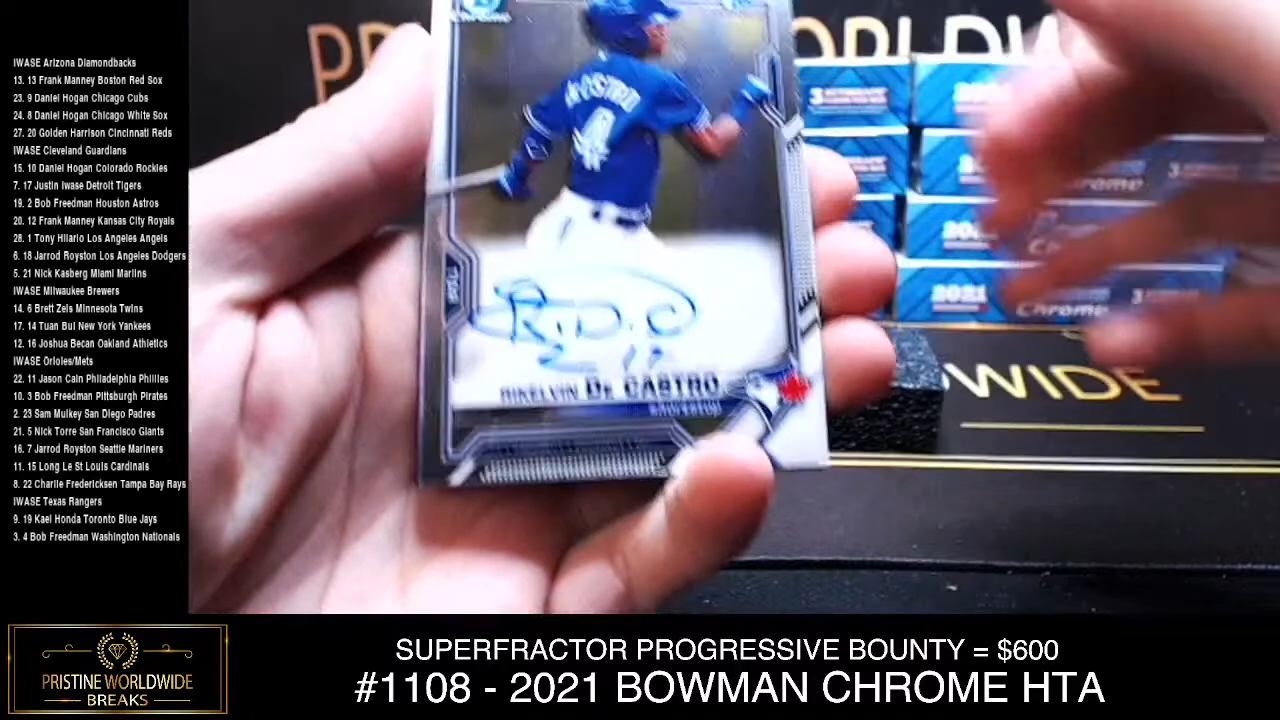 IWASE Arizona Diamondbacks
13. 13 Frank Manney Boston Red Sox
23. 9 Daniel Hogan Chicago Cubs
24. 8 Daniel Hogan Chicago White Sox
27. 20 Golden Harrison Cincinnati Reds
IWASE Cleveland Guardians
15. 10 Daniel Hogan Colorado Rockies
7. 17 Justin Iwase Detroit Tigers
19. 2 Bob Freedman Houston Astros
20. 12 Frank Manney Kansas City Royals
28. 1 Tony Hilario Los Angeles Angels
6. 18 Jarrod Royston Los Angeles Dodgers
5. 21 Nick Kasberg Miami Marlins
IWASE Milwaukee Brewers
14. 6 Brett Zeis Minnesota Twins
17. 14 Tuan Bui New York Yankees
12. 16 Joshua Becan Oakland Athletics
IWASE Orioles/Mets
22. 11 Jason Cain Philadelphia Phillies
10. 3 Bob Freedman Pittsburgh Pirates
2. 23 Sam Mulkey San Diego Padres
21. 5 Nick Torre San Francisco Giants
16. 7 Jarrod Royston Seattle Mariners
11. 15 Long Le St Louis Cardinals
8. 22 Charlie Fredericksen Tampa Bay Rays
IWASE Texas Rangers
9. 19 Kael Honda Toronto Blue Jays
3. 4 Bob Freedman Washington Nationals
4
RIKELVIN DE CASTRO
SHORTSTOP
2021
Chrome
3
WIDE
PRISTINE WORLDWIDE
BREAKS
SUPERFRACTOR PROGRESSIVE BOUNTY = $600
#1108 - 2021 BOWMAN CHROME HTA